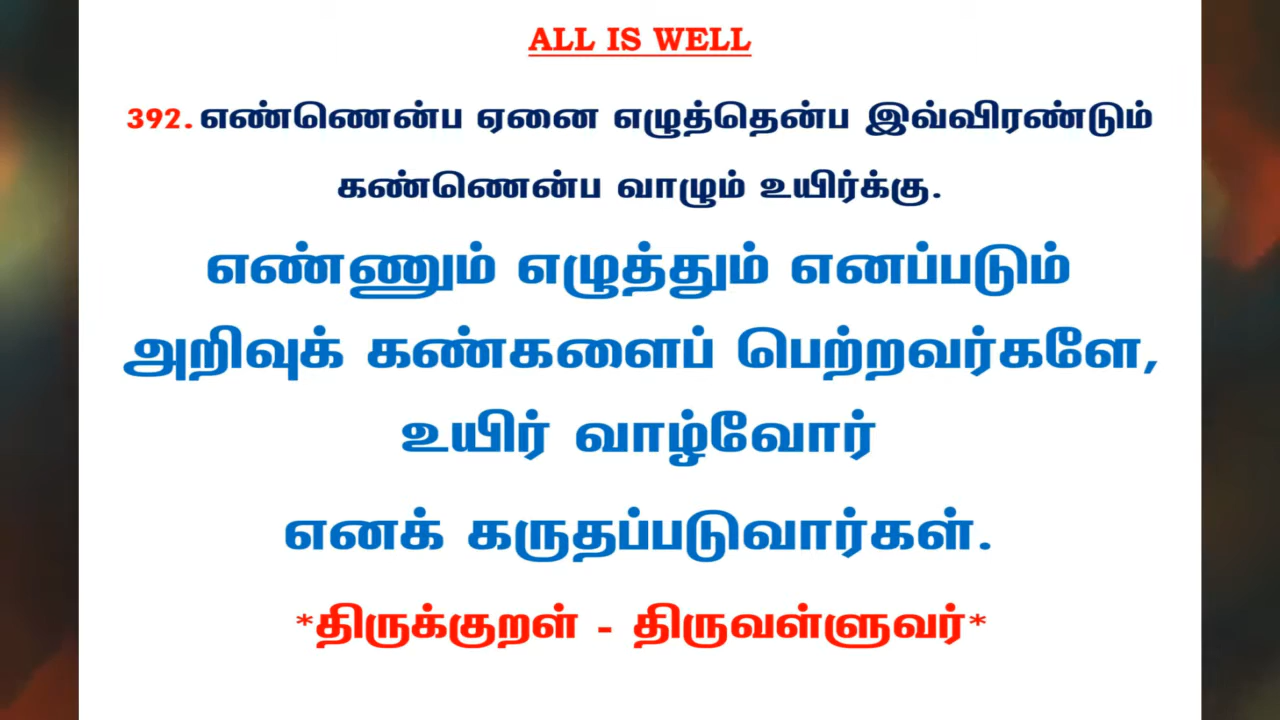 ALL IS WELL
392. எண்ணென்ப ஏனை எழுத்தென்ப இவ்விரண்டும்
கண்ணென்ப வாழும் உயிர்க்கு.
எண்ணும் எழுத்தும் எனப்படும்
அறிவுக் கண்களைப் பெற்றவர்களே,
உயிர் வாழ்வோர்
எனக் கருதப்படுவார்கள்.
*திருக்குறள் - திருவள்ளுவர்*